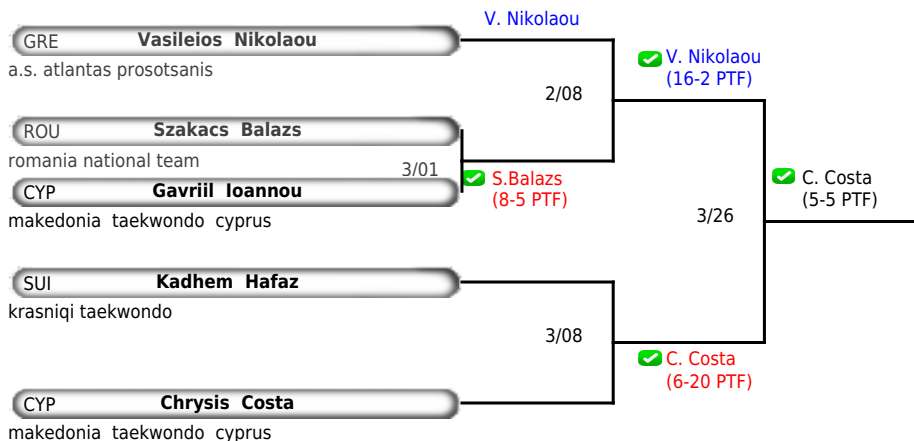 V. Nikolaou
GRE Vasileios Nikolaou
a.s. atlantas prosotsanis
V. Nikolaou
(16-2 PTF)
2/08
ROU Szakacs Balazs
romania national team
3/01
S.Balazs
(8-5 PTF)
CYP Gavriil Ioannou
makedonia taekwondo cyprus
C. Costa
(5-5 PTF)
3/26
SUI Kadhem Hafaz
krasniqi taekwondo
3/08
C. Costa
(6-20 PTF)
CYP Chrysis Costa
makedonia taekwondo cyprus